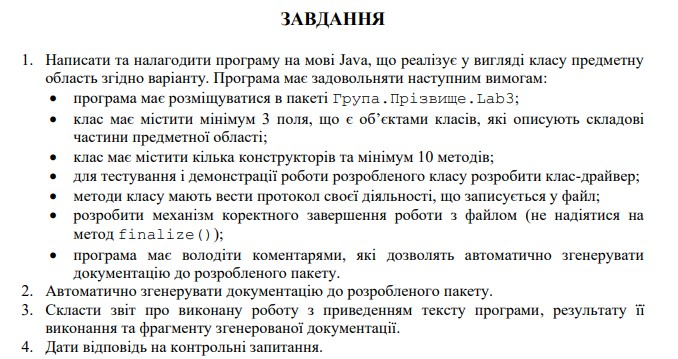 ЗАВДАННЯ
1. Написати та налагодити програму на мові Java, що реалізує у вигляді класу предметну
область згідно варіанту. Програма має задовольняти наступним вимогам:
• програма має розміщуватися в пакеті Група.Прізвище.Lab3;
• клас має містити мінімум 3 поля, що є об’єктами класів, які описують складові
частини предметної області;
• клас має містити кілька конструкторів та мінімум 10 методів;
• для тестування і демонстрації роботи розробленого класу розробити клас-драйвер;
• методи класу мають вести протокол своєї діяльності, що записується у файл;
• розробити механізм коректного завершення роботи з файлом (не надіятися на
метод finalize());
• програма має володіти коментарями, які дозволять автоматично згенерувати
документацію до розробленого пакету.
2. Автоматично згенерувати документацію до розробленого пакету.
3. Скласти звіт про виконану роботу з приведенням тексту програми, результату її
виконання та фрагменту згенерованої документації.
4. Дати відповідь на контрольні запитання.